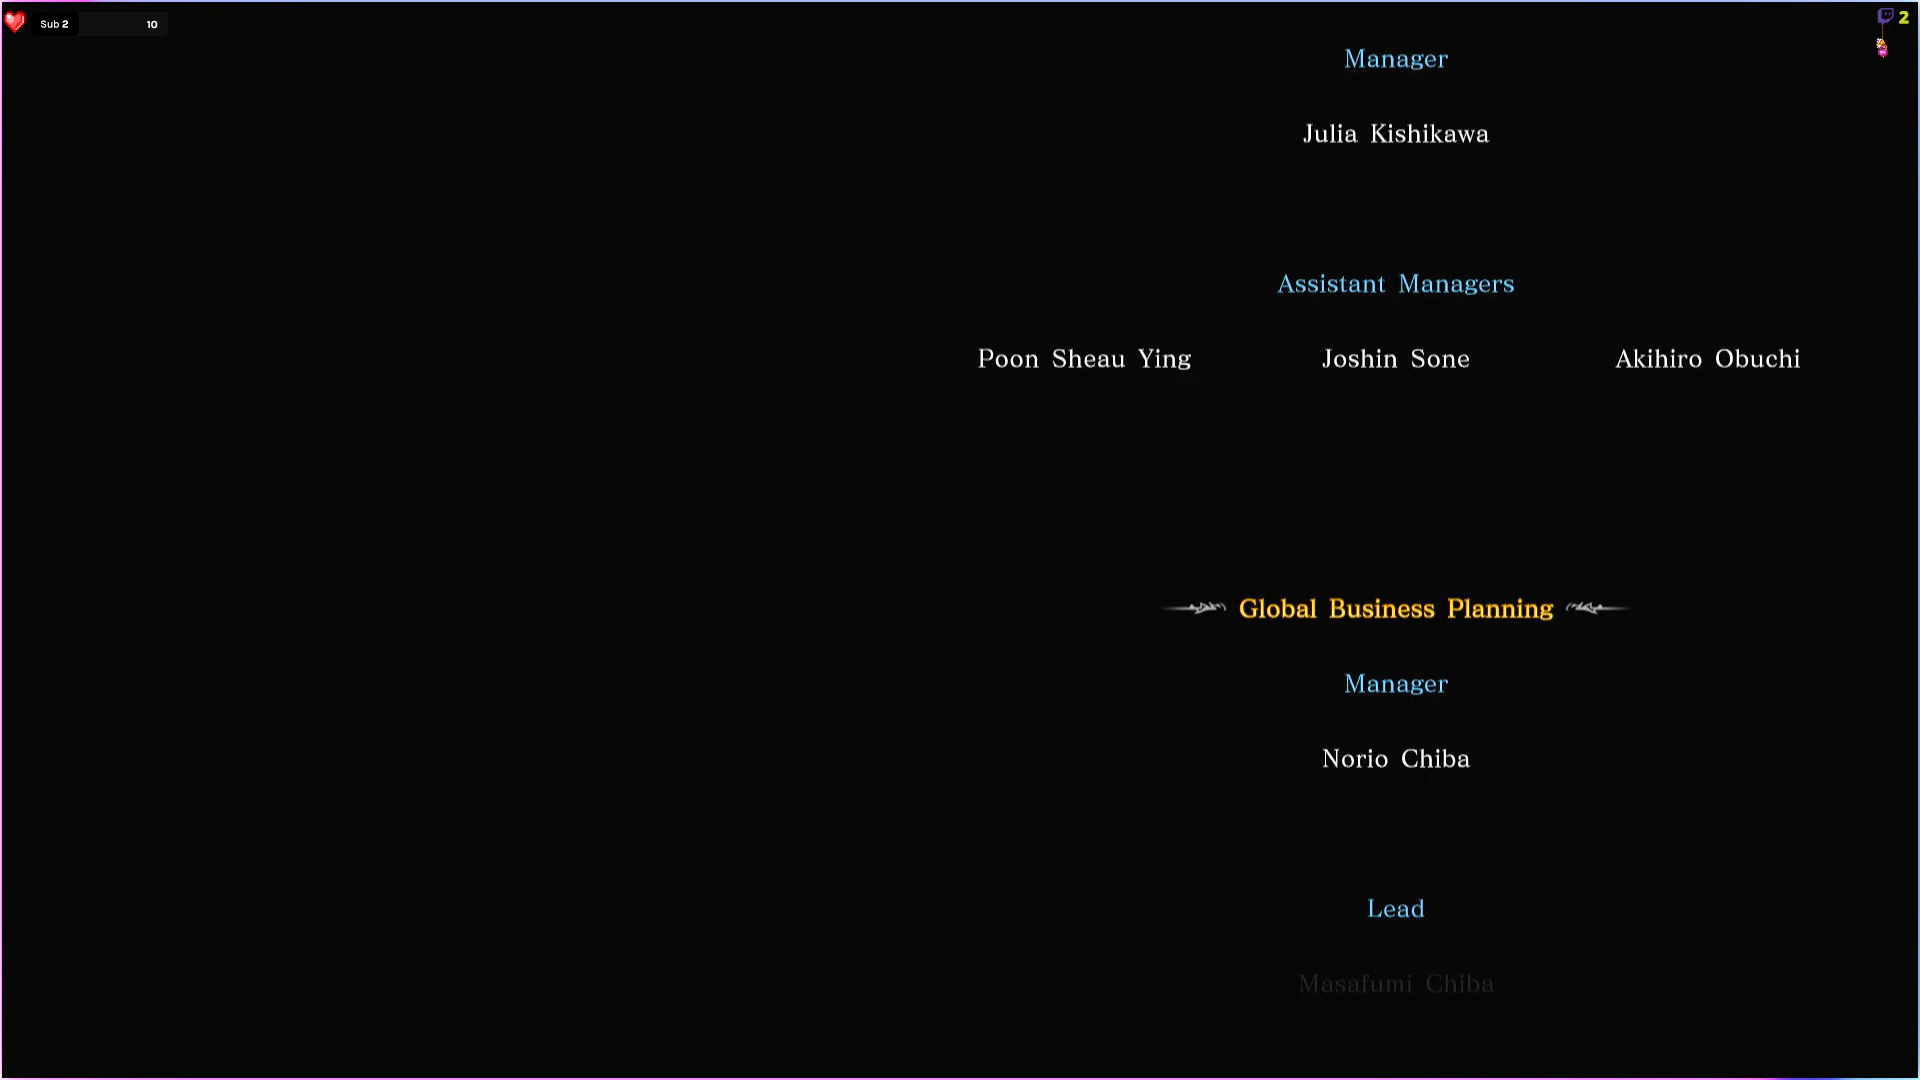 Sub 2 10
2
Manager
Julia Kishikawa
Assistant Managers
Poon Sheau Ying Joshin Sone Akihiro Obuchi
Global Business Planning
Manager
Norio Chiba
Lead
Masafumi Chiba